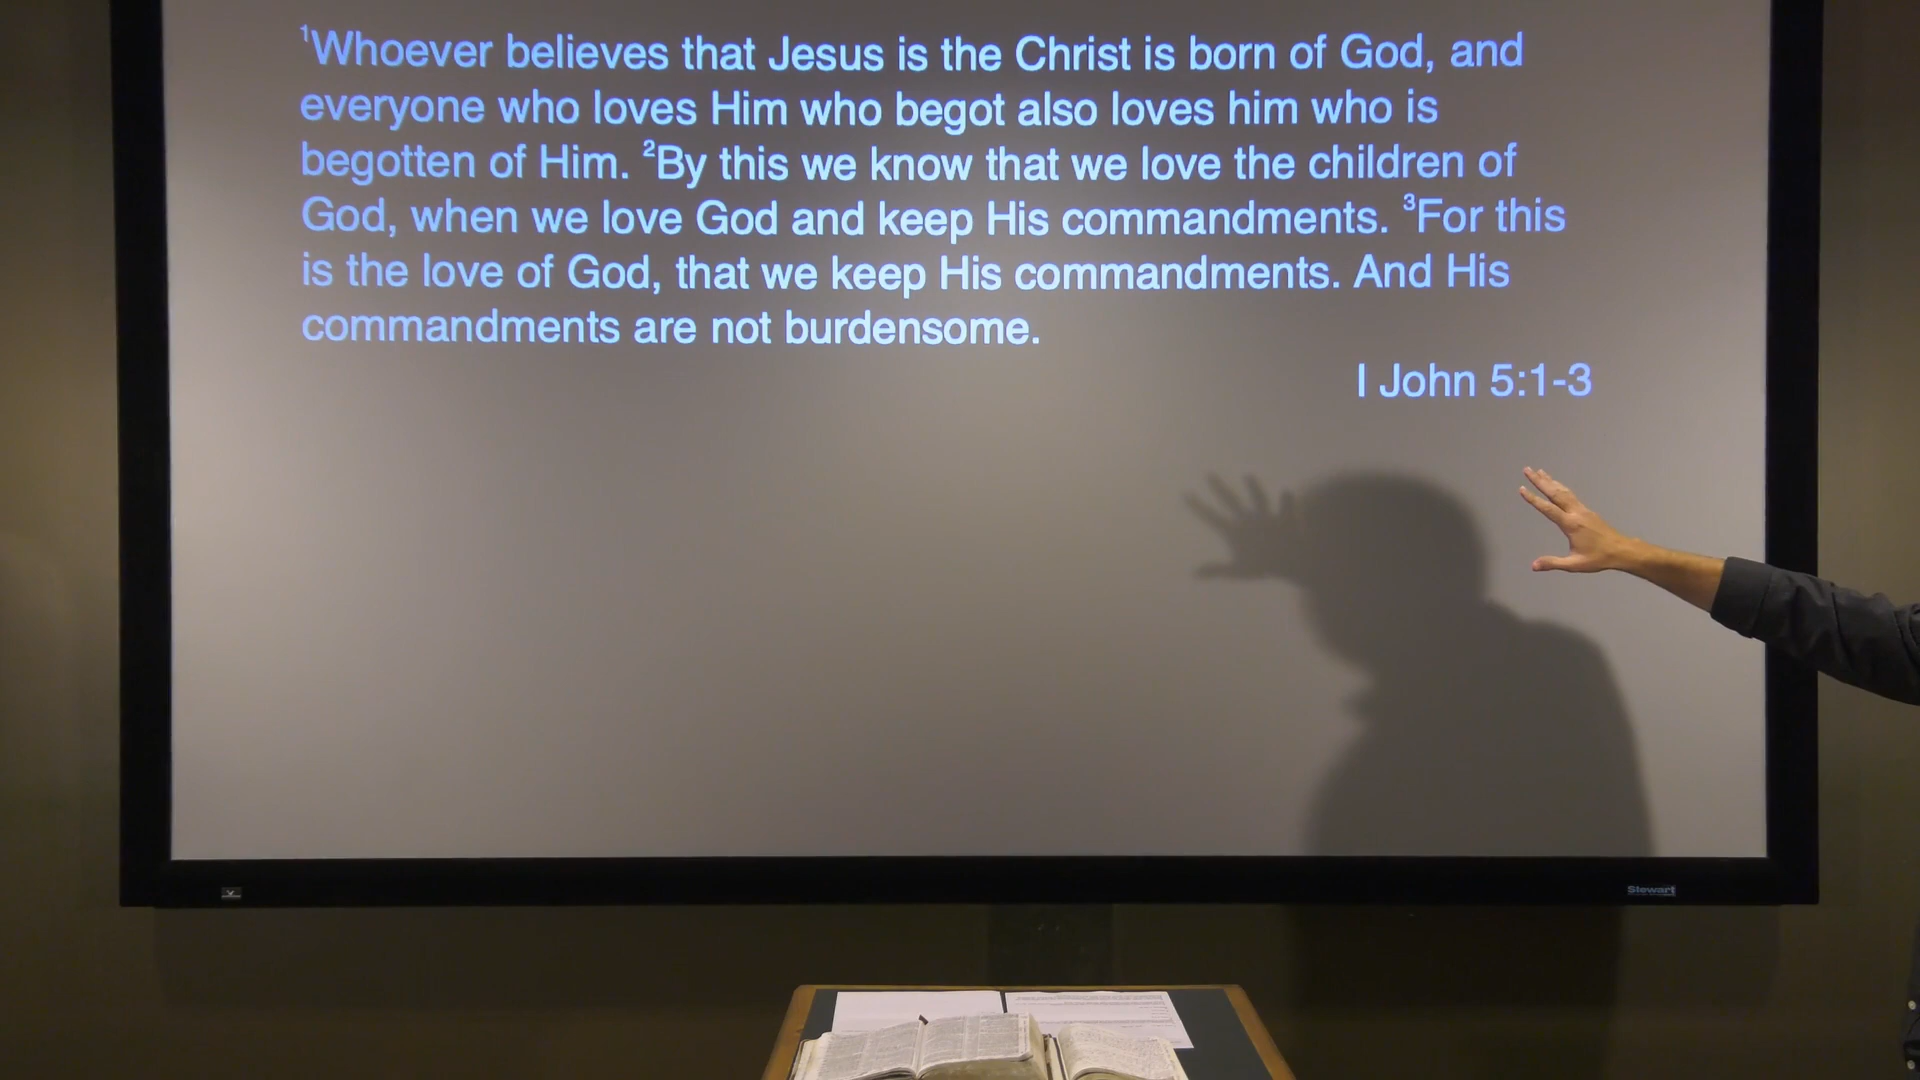 ¹Whoever believes that Jesus is the Christ is born of God, and
everyone who loves Him who begot also loves him who is
begotten of Him. ²By this we know that we love the children of
God, when we love God and keep His commandments. ³For this
is the love of God, that we keep His commandments. And His
commandments are not burdensome.
I John 5:1-3
Stewart